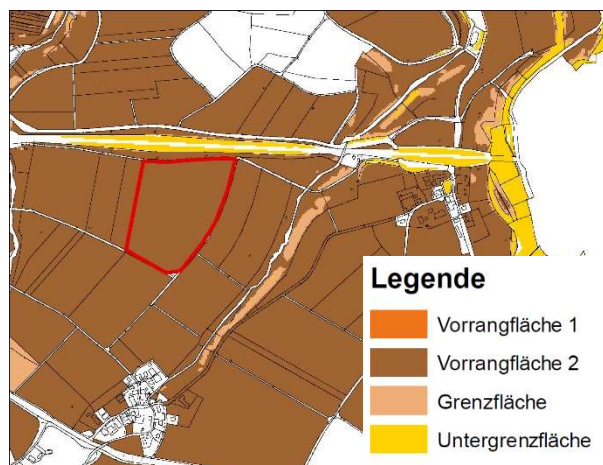 Legende
Vorrangfläche 1
Vorrangfläche 2
Grenzfläche
Untergrenzfläche